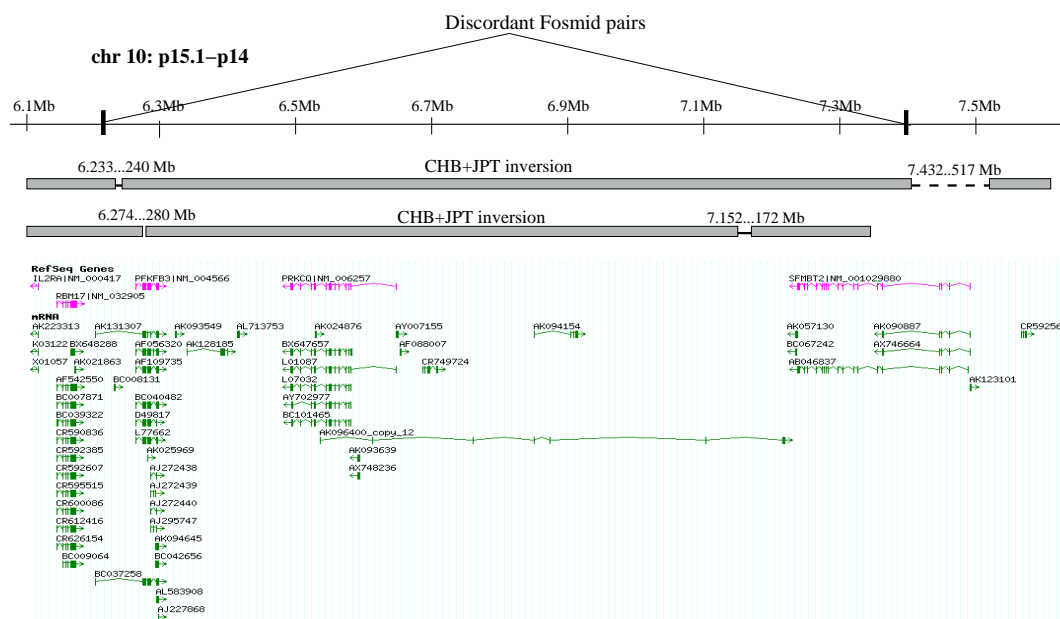 Discordant Fosmid pairs
chr 10: p15.1−p14
6.1Mb 6.3Mb 6.5Mb 6.7Mb 6.9Mb 7.1Mb 7.3Mb 7.5Mb
6.233...240 Mb CHB+JPT inversion 7.432..517 Mb
6.274...280 Mb CHB+JPT inversion 7.152...172 Mb
RefSeq Genes
IL2RA|NM_000417 PFKFB3|NM_004566 PRKCQ|NM_006257 SFMBT2|NM_001029880
RBM17|NM_032905
mRNA
AK223313 AK131307 AK093549 AL713753 AK024876 AY007155 AK094154 AK057130 AK090887 CR59256
K03122 BX648288 AF056320 AK128185 BX647657 AF088007 BC067242 AX746664
X01057 AK021863 AF109735 L01087 CR749724 AB046837
AF542550 BC008131 L07032 AK123101
BC007871 BC040482 AY702977
BC039322 D49817 BC101465
CR590836 L77662 AK096400_copy_12
CR592385 AK025969 AK093639
CR592607 AJ272438 AX748236
CR595515 AJ272439
CR600086 AJ272440
CR612416 AJ295747
CR626154 AK094645
BC009064 BC042656
BC037258
AL583908
AJ227868